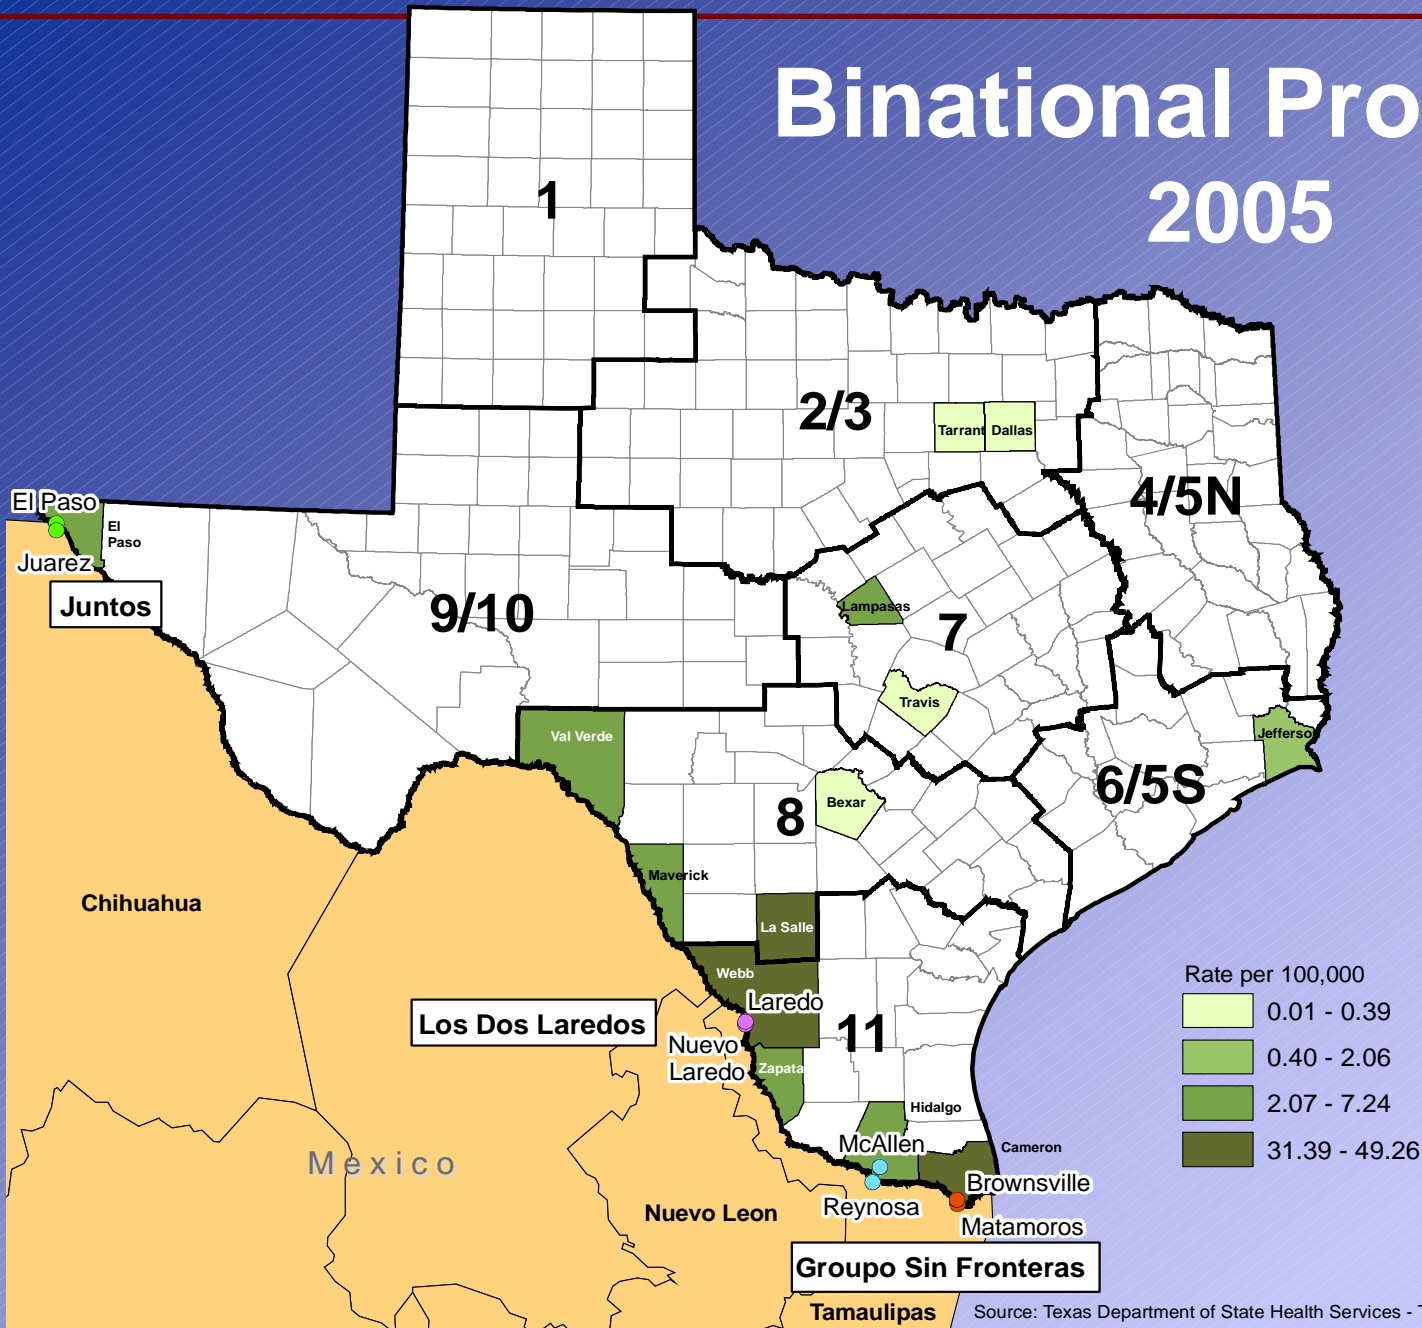 Binational Pro
2005
1
2/3
Tarrant
Dallas
4/5N
El Paso
El
Paso
Juarez
Juntos
9/10
Lampasas
7
Travis
Val Verde
Jefferso
6/5S
8
Bexar
Maverick
Chihuahua
La Salle
Webb
Laredo
Los Dos Laredos
11
Nuevo
Laredo
Zapata
Rate per 100,000
0.01 - 0.39
0.40 - 2.06
2.07 - 7.24
31.39 - 49.26
Hidalgo
McAllen
Cameron
Mexico
Brownsville
Reynosa
Nuevo Leon
Matamoros
Groupo Sin Fronteras
Tamaulipas
Source: Texas Department of State Health Services -